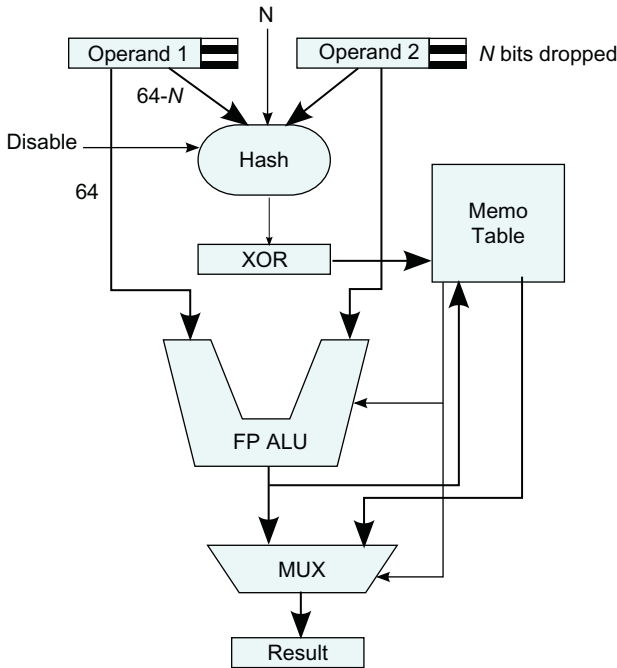 N
Operand 1
Operand 2
N bits dropped
64-N
Disable
Hash
64
Memo
Table
XOR
FP ALU
MUX
Result